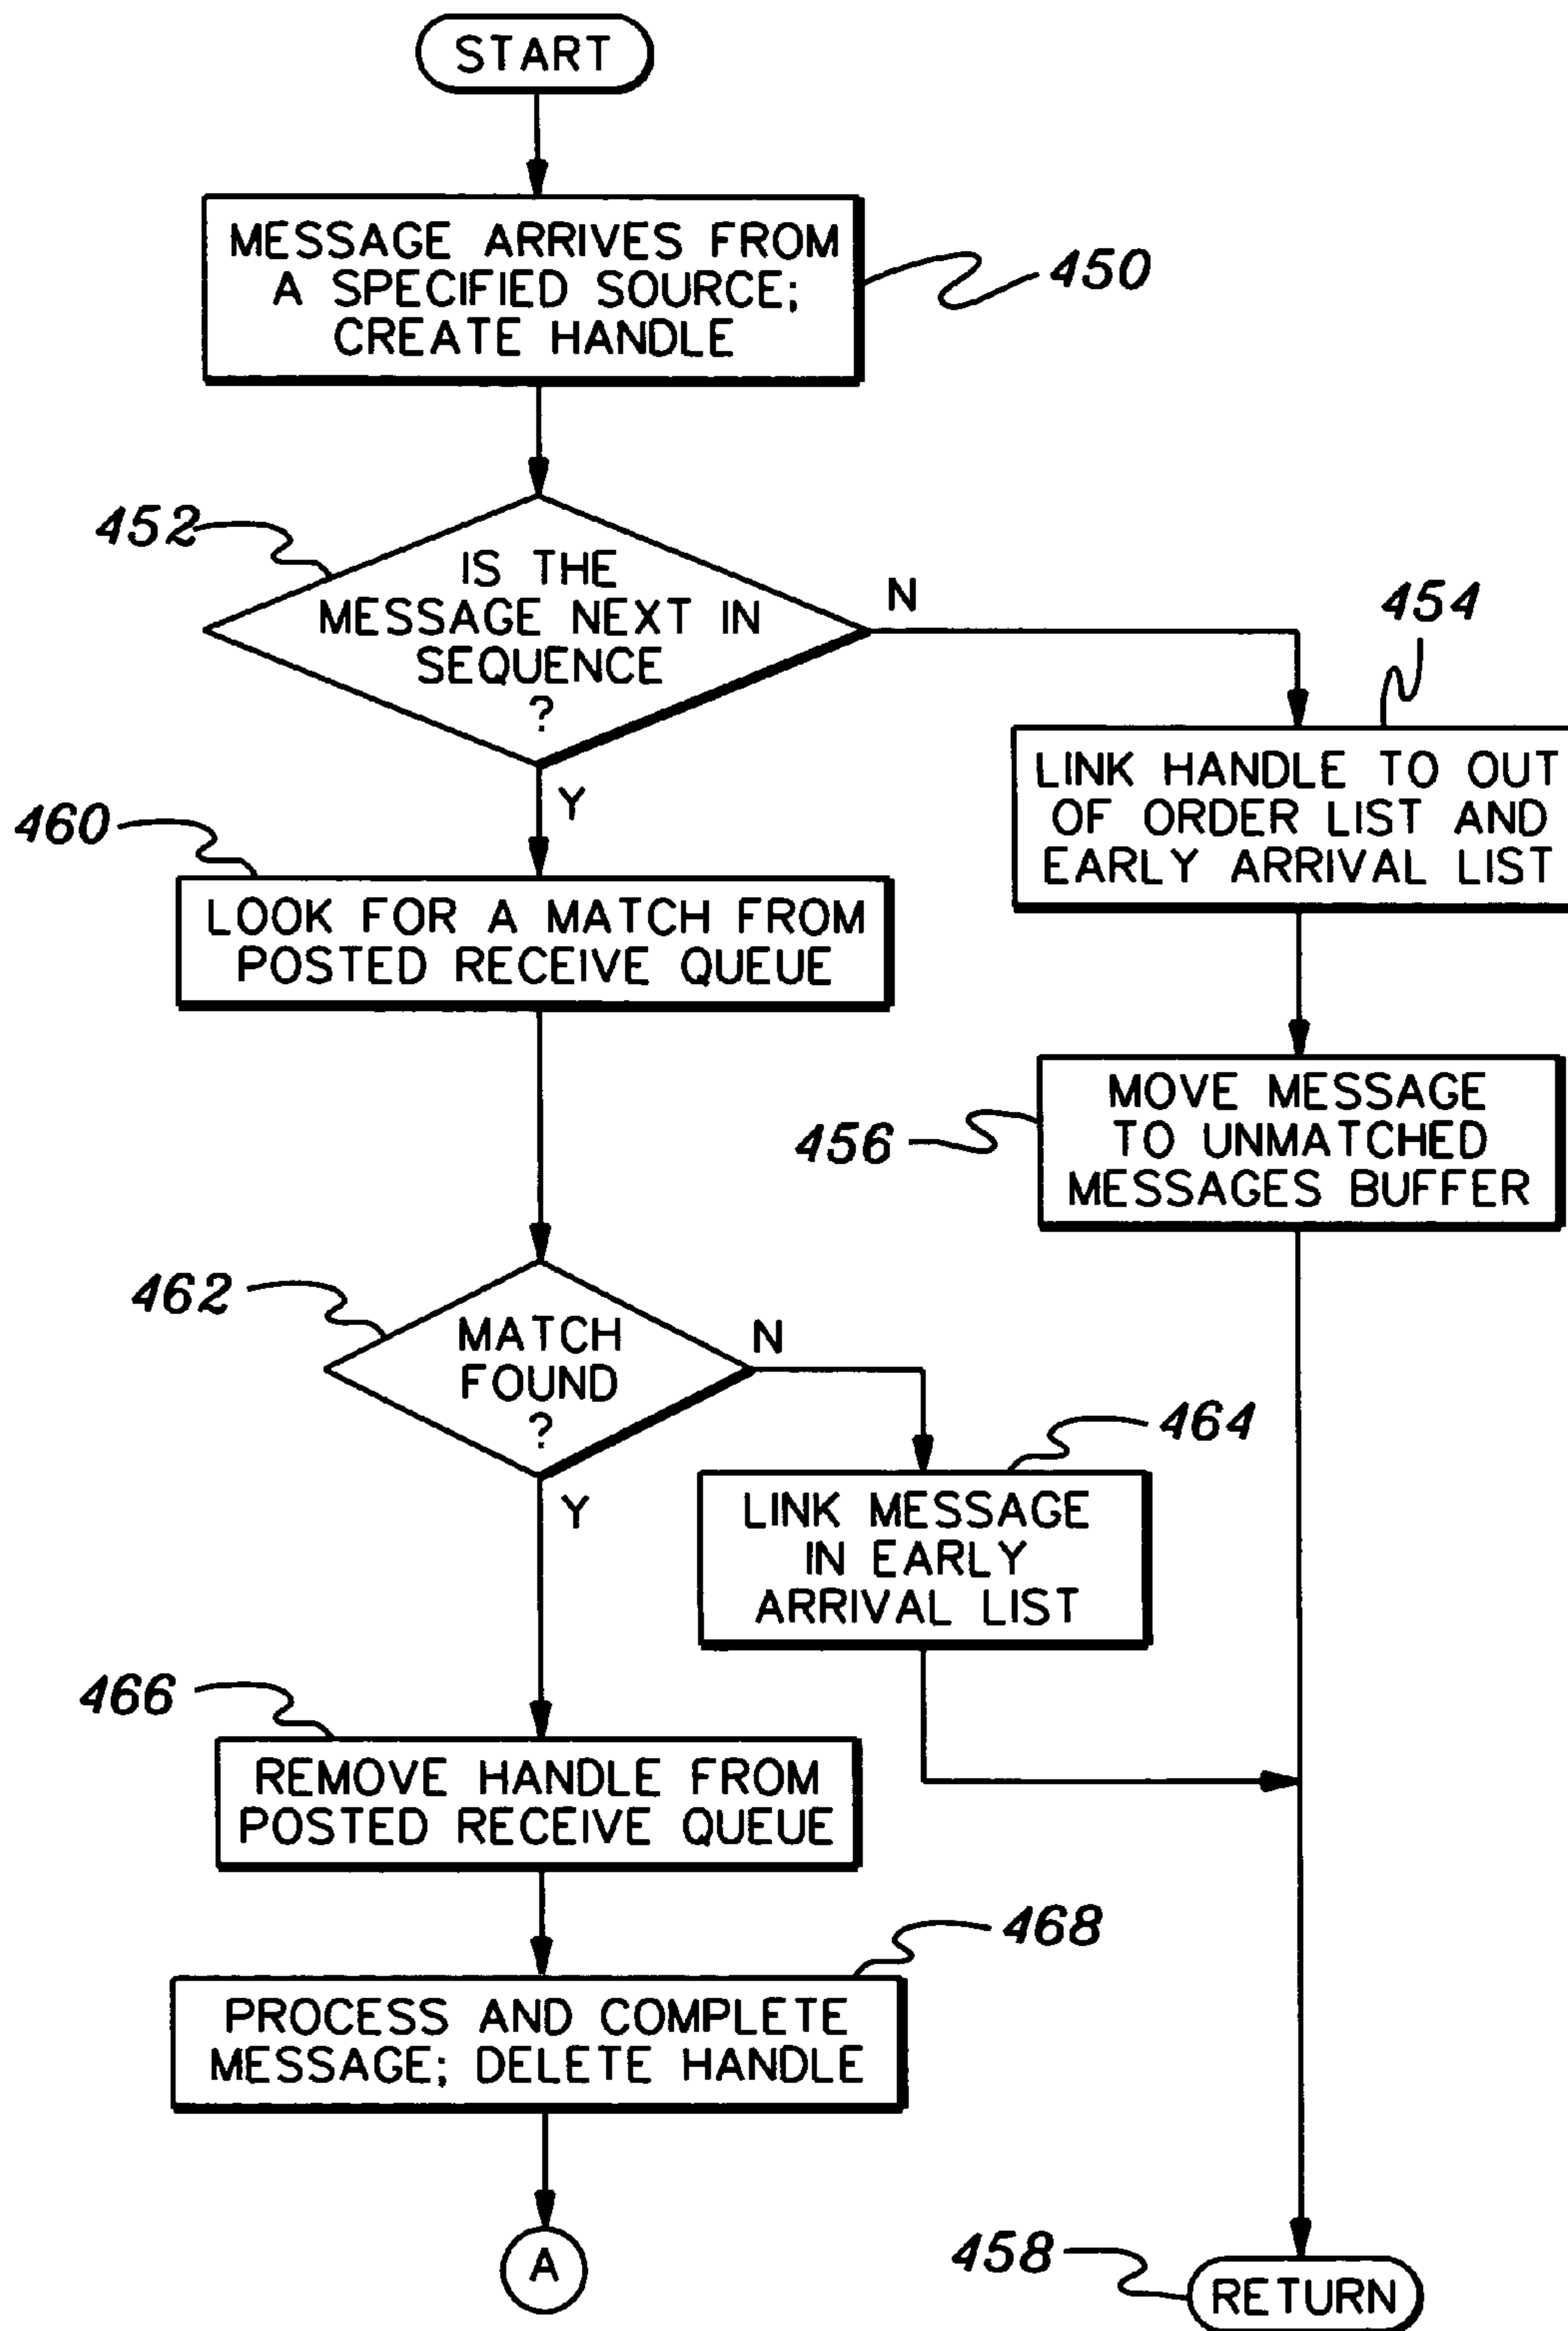 START
MESSAGE ARRIVES FROM
A SPECIFIED SOURCE;
CREATE HANDLE
450
452
IS THE
MESSAGE NEXT IN
SEQUENCE
?
N
Y
454
LINK HANDLE TO OUT
OF ORDER LIST AND
EARLY ARRIVAL LIST
460
LOOK FOR A MATCH FROM
POSTED RECEIVE QUEUE
456
MOVE MESSAGE
TO UNMATCHED
MESSAGES BUFFER
462
MATCH
FOUND
?
N
Y
464
LINK MESSAGE
IN EARLY
ARRIVAL LIST
466
REMOVE HANDLE FROM
POSTED RECEIVE QUEUE
468
PROCESS AND COMPLETE
MESSAGE; DELETE HANDLE
A
458
RETURN